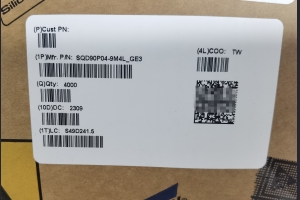 (P)Cust PN:
(1P)Mfr. P/N: SQD90P04-9M4L_GE3
(4L)COO: TW
(Q)Qty: 4000
(10D)DC: 2309
(1T)LC: S49D241.5